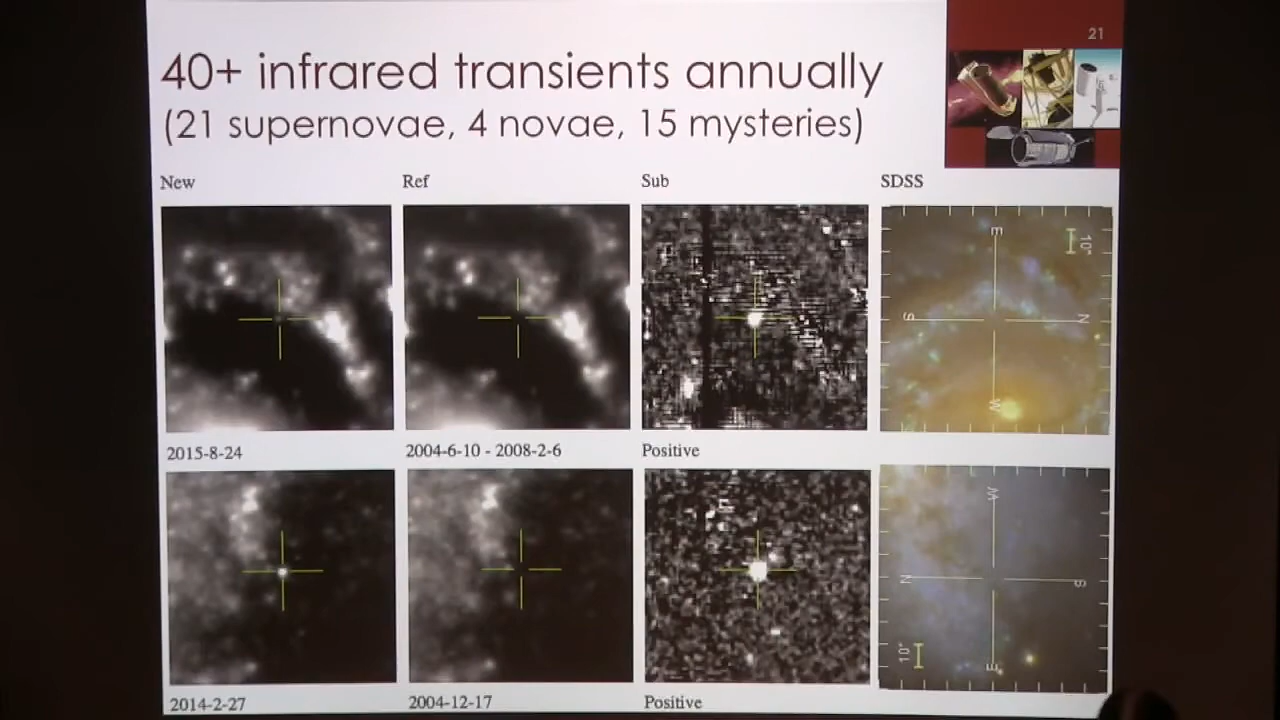 21
40+ infrared transients annually
(21 supernovae, 4 novae, 15 mysteries)
New Ref Sub SDSS
E
10"
S N
W
2015-8-24 2004-6-10 - 2008-2-6 Positive
W
N S
10"
E
2014-2-27 2004-12-17 Positive